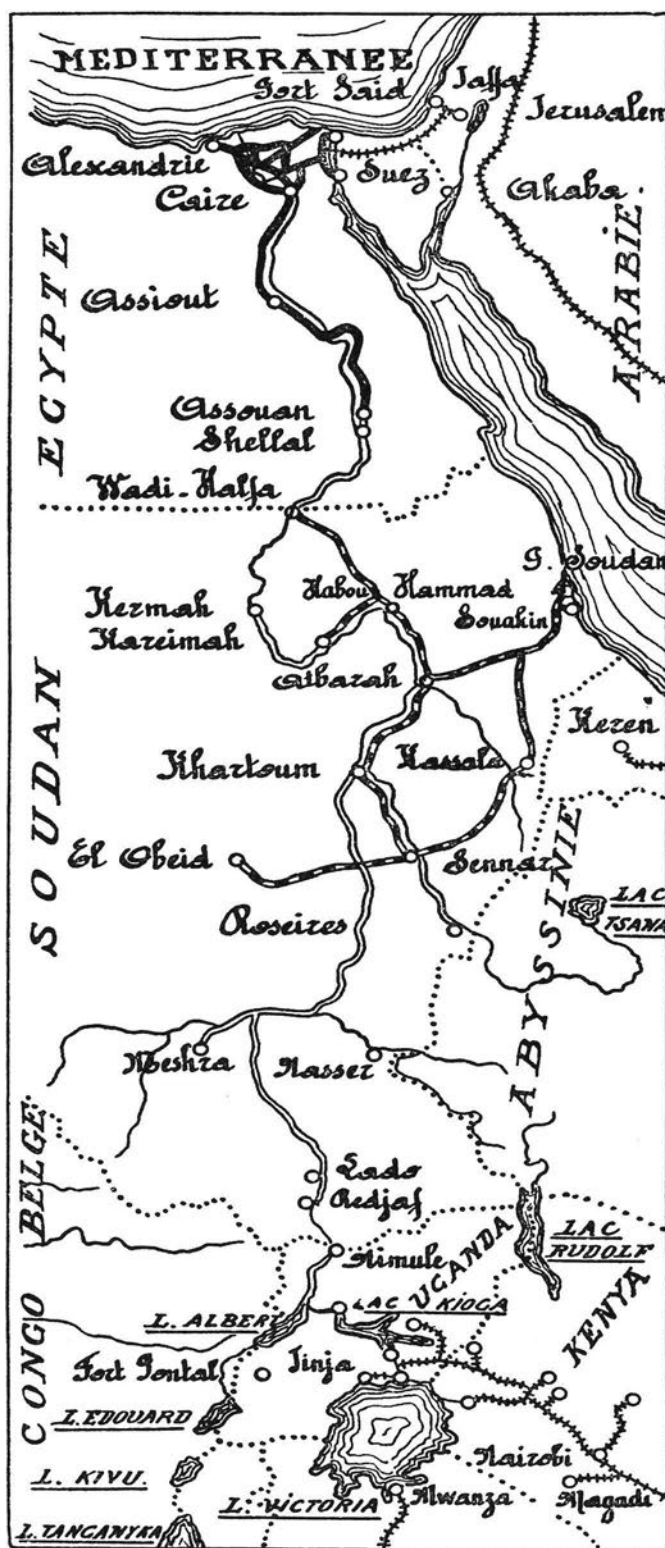 MEDITERRANEE
Port Said
Jaffa
Jerusalem
Alexandrie
Caire
Suez
Akaba
ARABIE
EGYPTE
Assiout
Assouan
Shellal
Wadi-Halfa
P. Soudan
Habou
Hammad
Souakin
Kermah
Kareimah
Atbarah
Keren
SOUDAN
Khartoum
Kassala
El Obeid
Sennar
Roseires
LAC
TSANA
ABYSSINIE
Meshra
Nasser
Lado
Redjaf
CONGO BELGE
Nimule
UGANDA
LAC
RUDOLF
L. ALBERT
LAC KIOGA
KENYA
Fort Portal
Jinja
L. EDOUARD
L. KIVU.
L. VICTORIA
Nairobi
Mwanza
Magadi
L. TANGANYKA